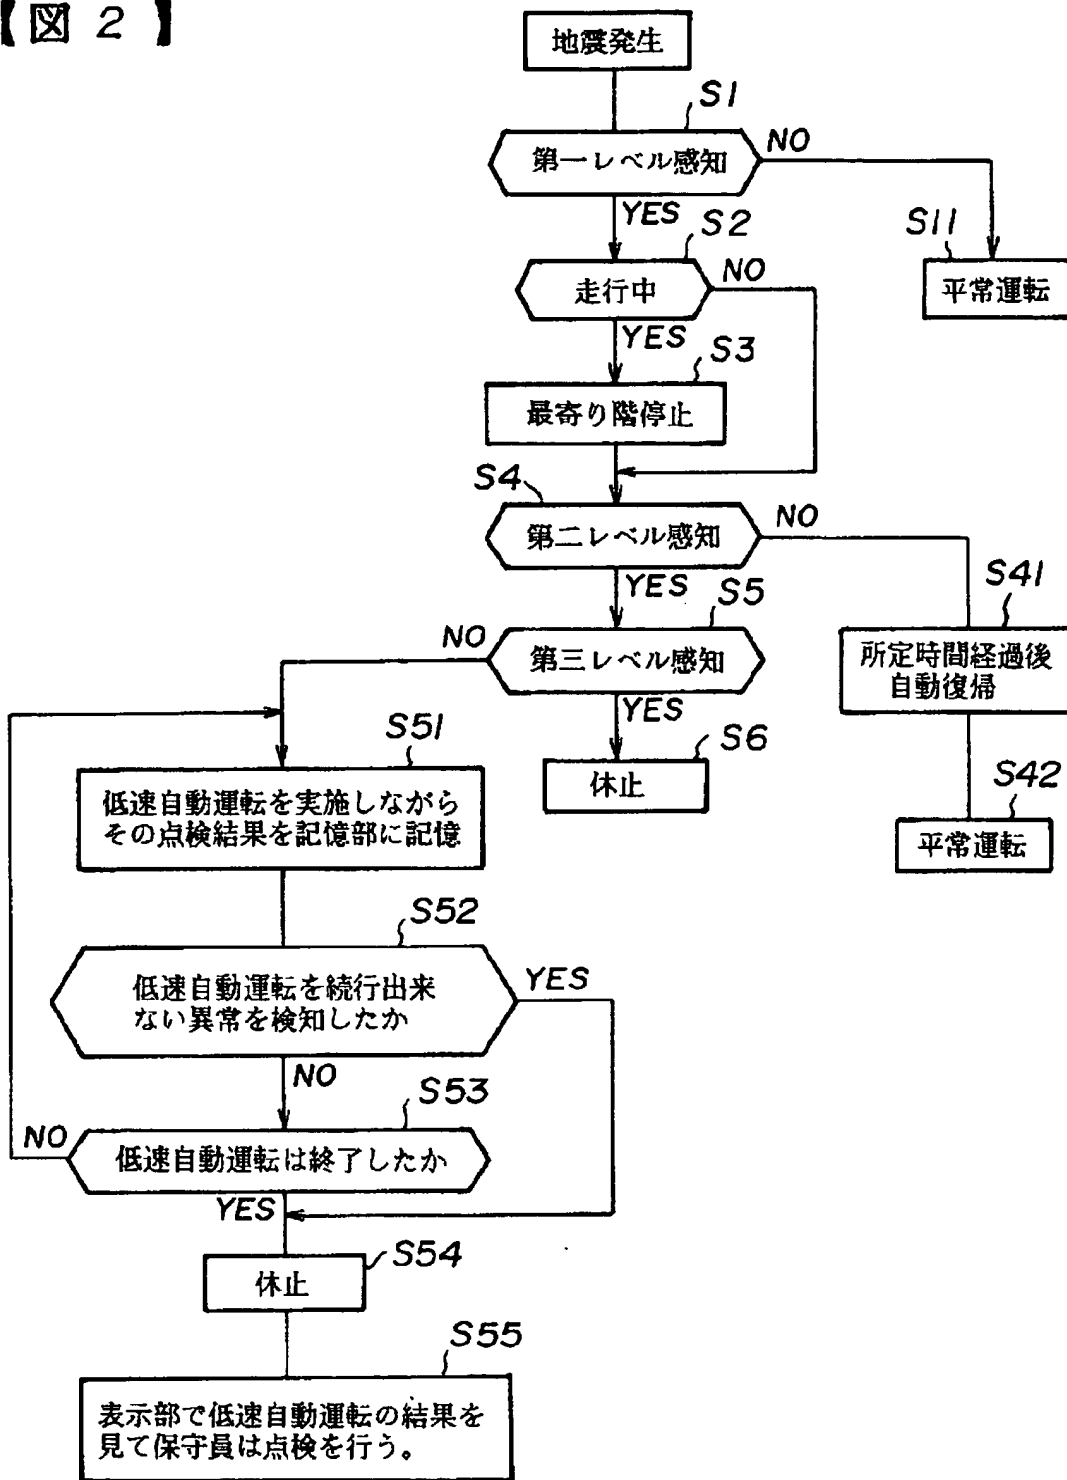 【図 2 】
地震発生
S1
第一レベル感知
NO
YES
S2
S11
走行中
NO
平常運転
YES
S3
最寄り階停止
S4
第二レベル感知
NO
YES
S5
S41
NO
第三レベル感知
所定時間経過後
自動復帰
YES
S51
S6
休止
S42
平常運転
低速自動運転を実施しながら
その点検結果を記憶部に記憶
S52
低速自動運転を続行出来
ない異常を検知したか
YES
NO
S53
NO
低速自動運転は終了したか
YES
S54
休止
S55
表示部で低速自動運転の結果を
見て保守員は点検を行う。